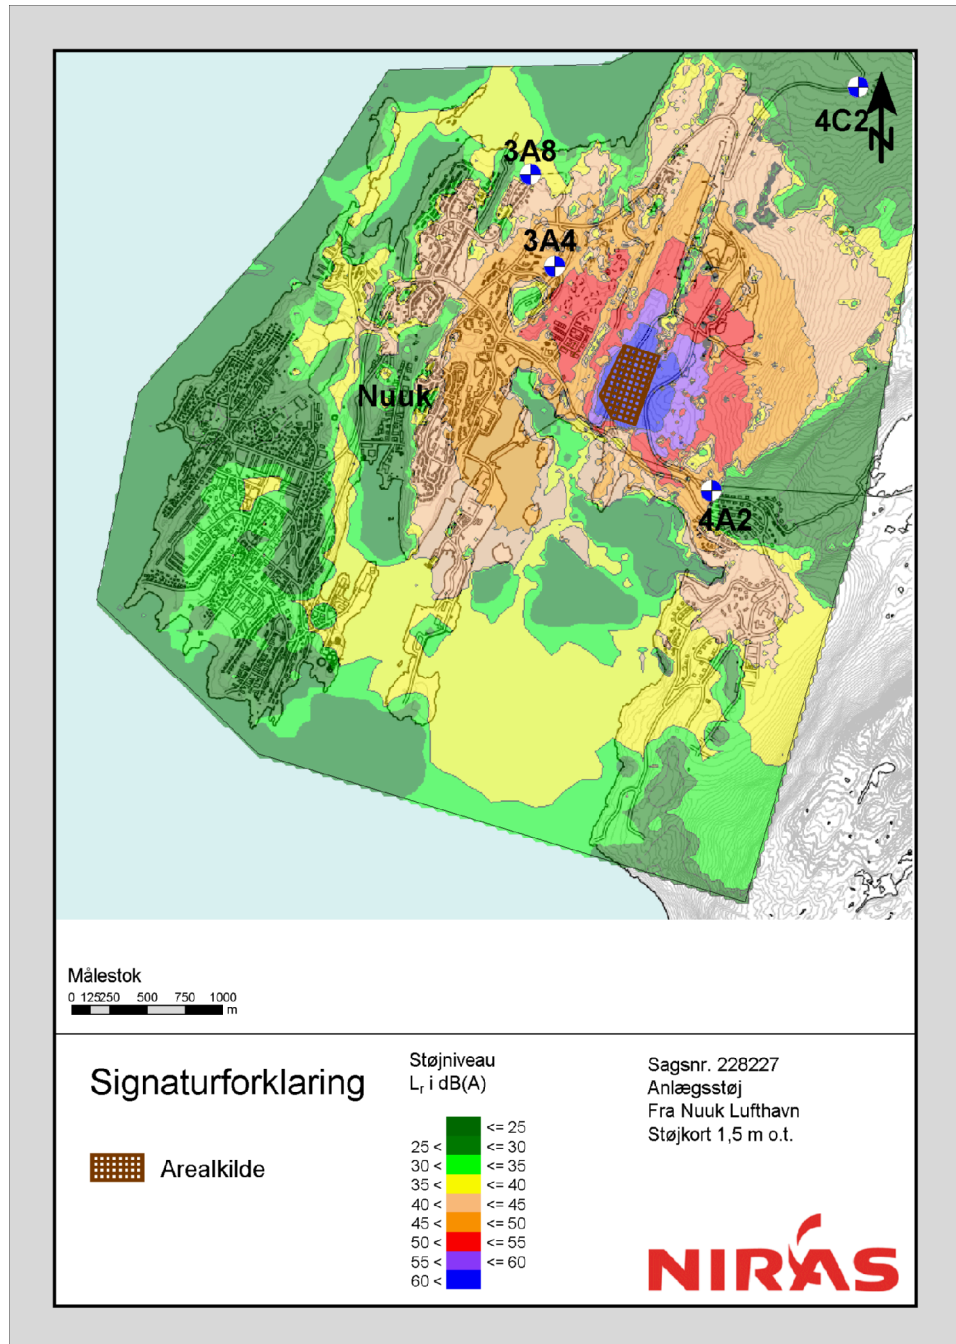 4C2
N
3A8
3A4
Nuuk
4A2
Målestok
0 125250 500 750 1000
m
Signaturforklaring
Arealkilde
Støjniveau
Lr i dB(A)
<= 25
25 < <= 30
30 < <= 35
35 < <= 40
40 < <= 45
45 < <= 50
50 < <= 55
55 < <= 60
60 <
Sagsnr. 228227
Anlægsstøj
Fra Nuuk Lufthavn
Støjkort 1,5 m o.t.
NIRAS